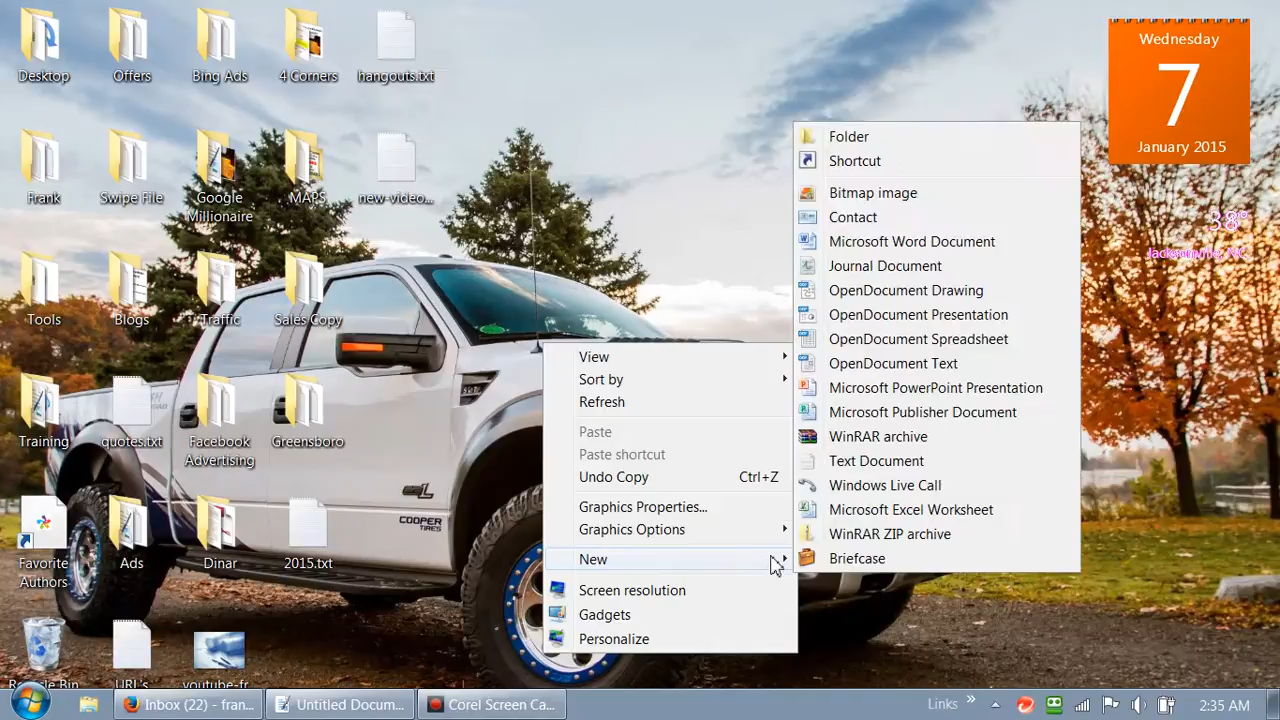 Desktop
Offers
Bing Ads
4 Corners
hangouts.txt
Frank
Swipe File
Google
Millionaire
MAPS
new-video...
Tools
Blogs
Traffic
Sales Copy
Training
quotes.txt
Facebook
Advertising
Greensboro
Favorite
Authors
Ads
Dinar
2015.txt
Recycle Bin
URL's
youtube-fr...
Wednesday
7
January 2015
38°
Jacksonville, NC
COOPER
TIRES
View
Sort by
Refresh
Paste
Paste shortcut
Undo Copy Ctrl+Z
Graphics Properties...
Graphics Options
New
Screen resolution
Gadgets
Personalize
Folder
Shortcut
Bitmap image
Contact
Microsoft Word Document
Journal Document
OpenDocument Drawing
OpenDocument Presentation
OpenDocument Spreadsheet
OpenDocument Text
Microsoft PowerPoint Presentation
Microsoft Publisher Document
WinRAR archive
Text Document
Windows Live Call
Microsoft Excel Worksheet
WinRAR ZIP archive
Briefcase
Inbox (22) - fran...
Untitled Docum...
Corel Screen Ca...
Links »
2:35 AM